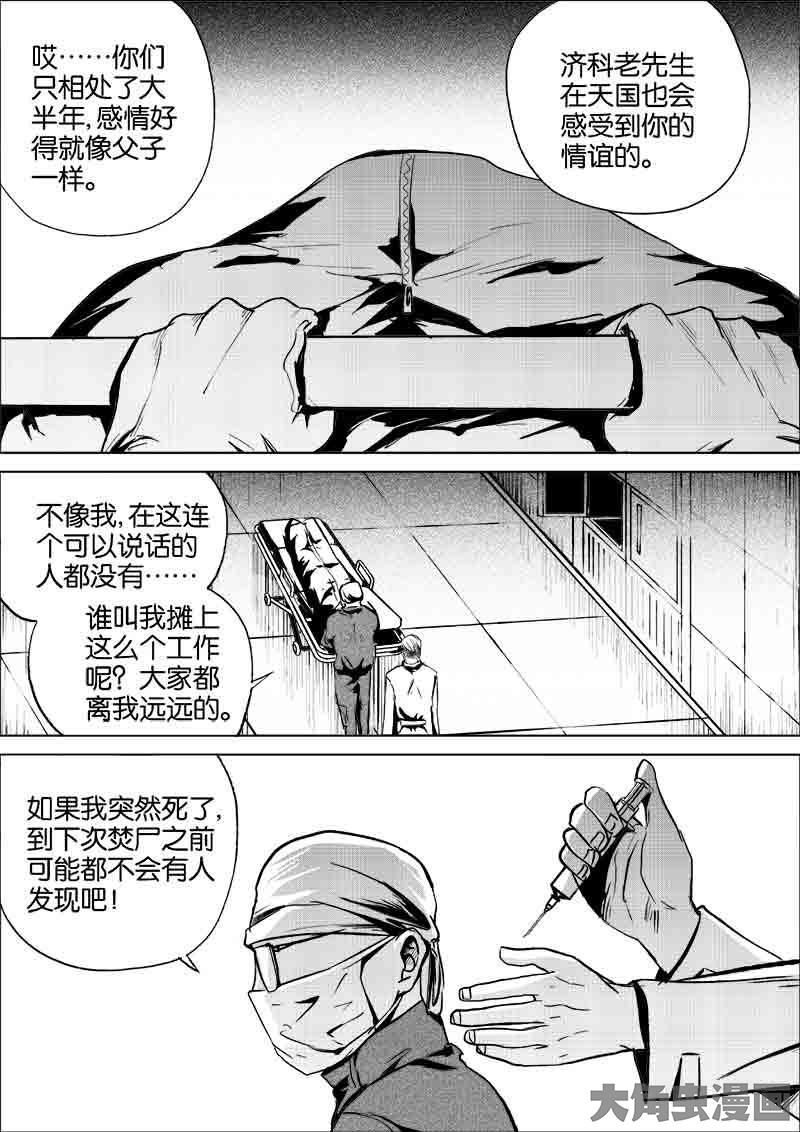 哎……你们
只相处了大
半年,感情好
得就像父子
一样。
济科老先生
在天国也会
感受到你的
情谊的。
不像我,在这连
个可以说话的
人都没有……
谁叫我摊上
这么个工作
呢？大家都
离我远远的。
如果我突然死了,
到下次焚尸之前
可能都不会有人
发现吧！
大角虫漫画